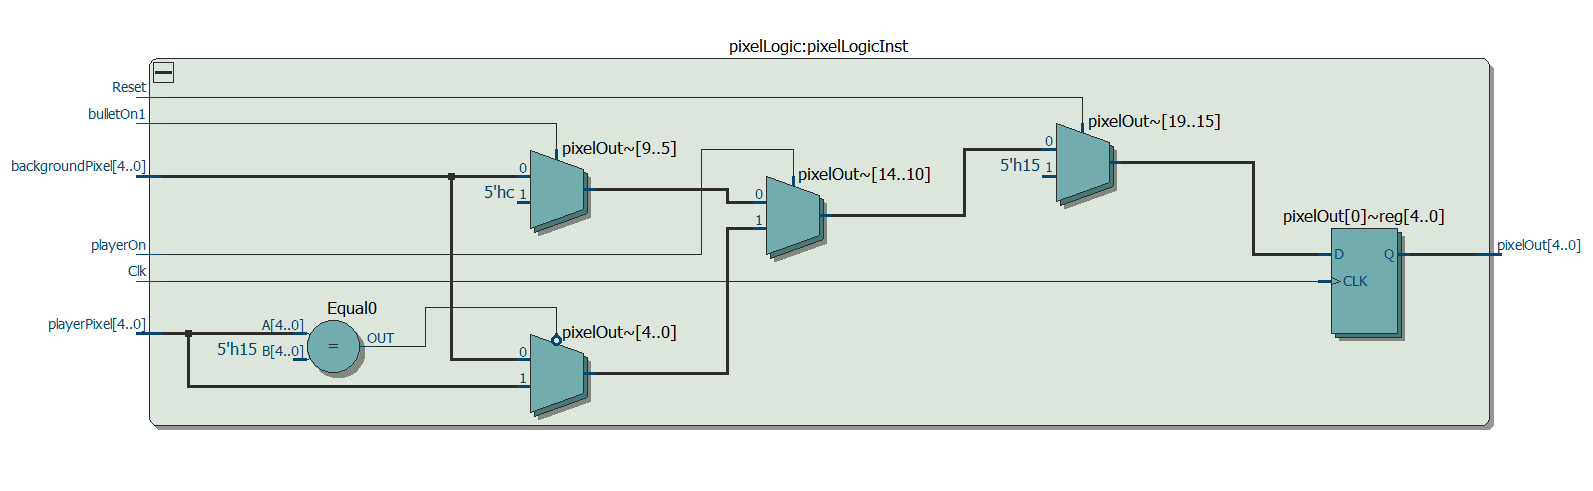 pixelLogic:pixelLogicInst
Reset
bulletOn1
pixelOut~[19..15]
0
5'h15 1
pixelOut~[9..5]
backgroundPixel[4..0]
0
5'hc 1
pixelOut~[14..10]
0
1
pixelOut[0]~reg[4..0]
playerOn
D Q
pixelOut[4..0]
Clk
CLK
Equal0
playerPixel[4..0]
A[4..0]
5'h15 B[4..0]
=
OUT
pixelOut~[4..0]
0
1